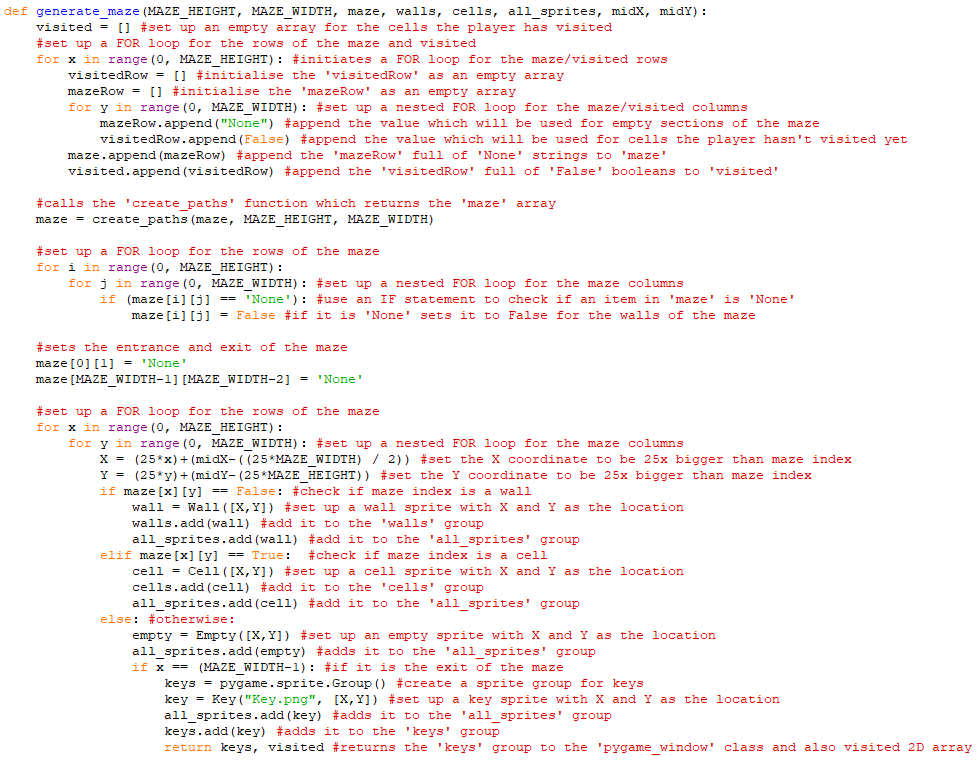 def generate_maze(MAZE_HEIGHT, MAZE_WIDTH, maze, walls, cells, all_sprites, midX, midY):
    visited = [] #set up an empty array for the cells the player has visited
    #set up a FOR loop for the rows of the maze and visited
    for x in range(0, MAZE_HEIGHT): #initiates a FOR loop for the maze/visited rows
        visitedRow = [] #initialise the 'visitedRow' as an empty array
        mazeRow = [] #initialise the 'mazeRow' as an empty array
        for y in range(0, MAZE_WIDTH): #set up a nested FOR loop for the maze/visited columns
            mazeRow.append("None") #append the value which will be used for empty sections of the maze
            visitedRow.append(False) #append the value which will be used for cells the player hasn't visited yet
        maze.append(mazeRow) #append the 'mazeRow' full of 'None' strings to 'maze'
        visited.append(visitedRow) #append the 'visitedRow' full of 'False' booleans to 'visited'

    #calls the 'create_paths' function which returns the 'maze' array
    maze = create_paths(maze, MAZE_HEIGHT, MAZE_WIDTH)

    #set up a FOR loop for the rows of the maze
    for i in range(0, MAZE_HEIGHT):
        for j in range(0, MAZE_WIDTH): #set up a nested FOR loop for the maze columns
            if (maze[i][j] == 'None'): #use an IF statement to check if an item in 'maze' is 'None'
                maze[i][j] = False #if it is 'None' sets it to False for the walls of the maze

    #sets the entrance and exit of the maze
    maze[0][1] = 'None'
    maze[MAZE_WIDTH-1][MAZE_WIDTH-2] = 'None'

    #set up a FOR loop for the rows of the maze
    for x in range(0, MAZE_HEIGHT):
        for y in range(0, MAZE_WIDTH): #set up a nested FOR loop for the maze columns
            X = (25*x)+(midX-((25*MAZE_WIDTH) / 2)) #set the X coordinate to be 25x bigger than maze index
            Y = (25*y)+(midY-(25*MAZE_HEIGHT)) #set the Y coordinate to be 25x bigger than maze index
            if maze[x][y] == False: #check if maze index is a wall
                wall = Wall([X,Y]) #set up a wall sprite with X and Y as the location
                walls.add(wall) #add it to the 'walls' group
                all_sprites.add(wall) #add it to the 'all_sprites' group
            elif maze[x][y] == True:  #check if maze index is a cell
                cell = Cell([X,Y]) #set up a cell sprite with X and Y as the location
                cells.add(cell) #add it to the 'cells' group
                all_sprites.add(cell) #add it to the 'all_sprites' group
            else: #otherwise:
                empty = Empty([X,Y]) #set up an empty sprite with X and Y as the location
                all_sprites.add(empty) #adds it to the 'all_sprites' group
                if x == (MAZE_WIDTH-1): #if it is the exit of the maze
                    keys = pygame.sprite.Group() #create a sprite group for keys
                    key = Key("Key.png", [X,Y]) #set up a key sprite with X and Y as the location
                    all_sprites.add(key) #adds it to the 'all_sprites' group
                    keys.add(key) #adds it to the 'keys' group
                    return keys, visited #returns the 'keys' group to the 'pygame_window' class and also visited 2D array